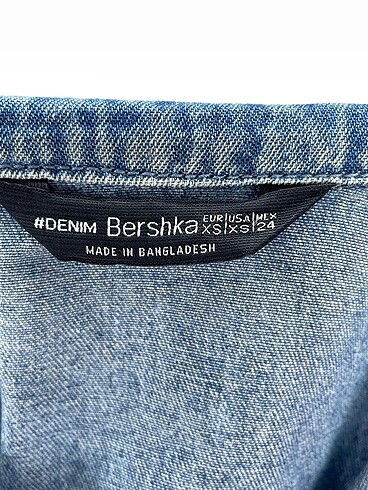 #DENIM Bershka EUR|USA|MEX
XS|XS|24
MADE IN BANGLADESH